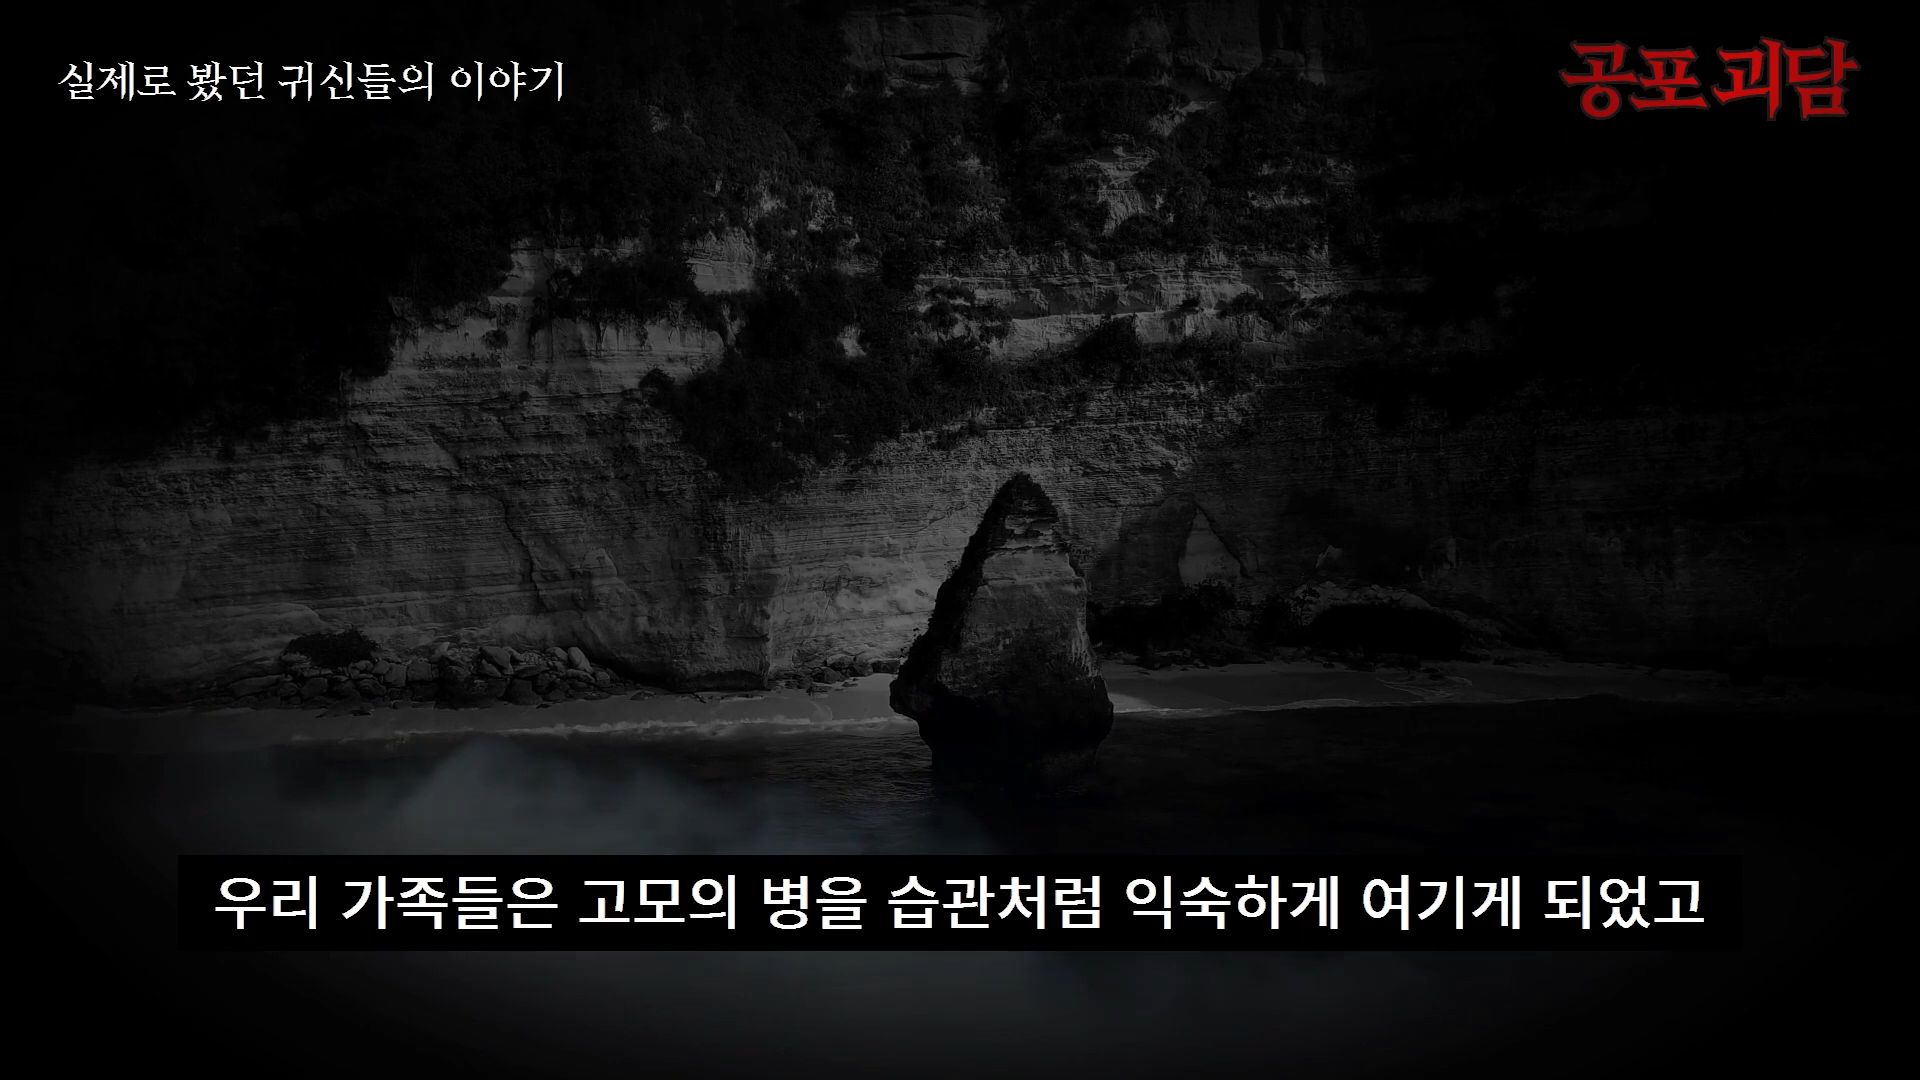 실제로 봤던 귀신들의 이야기
공포괴담
우리 가족들은 고모의 병을 습관처럼 익숙하게 여기게 되었고